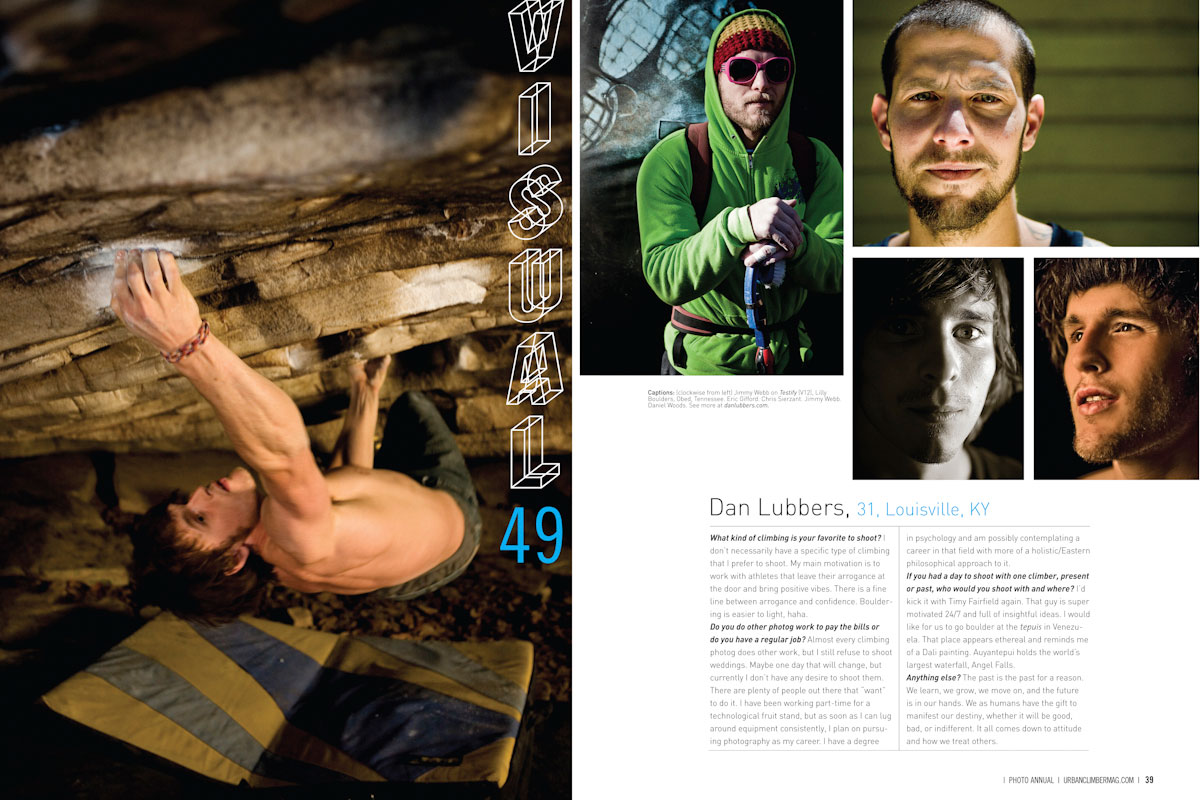 VISUAL
49
Captions: (clockwise from left) Jimmy Webb on Testify (V12), Lilly
Boulders, Obed, Tennessee. Eric Gifford. Chris Sierzant. Jimmy Webb.
Daniel Woods. See more at danlubbers.com.
Dan Lubbers, 31, Louisville, KY
What kind of climbing is your favorite to shoot? I
don't necessarily have a specific type of climbing
that I prefer to shoot. My main motivation is to
work with athletes that leave their arrogance at
the door and bring positive vibes. There is a fine
line between arrogance and confidence. Boulder-
ing is easier to light, haha.
Do you do other photog work to pay the bills or
do you have a regular job? Almost every climbing
photog does other work, but I still refuse to shoot
weddings. Maybe one day that will change, but
currently I don't have any desire to shoot them.
There are plenty of people out there that "want"
to do it. I have been working part-time for a
technological fruit stand, but as soon as I can lug
around equipment consistently, I plan on pursu-
ing photography as my career. I have a degree
in psychology and am possibly contemplating a
career in that field with more of a holistic/Eastern
philosophical approach to it.
If you had a day to shoot with one climber, present
or past, who would you shoot with and where? I'd
kick it with Timy Fairfield again. That guy is super
motivated 24/7 and full of insightful ideas. I would
like for us to go boulder at the tepuis in Venezu-
ela. That place appears ethereal and reminds me
of a Dali painting. Auyantepui holds the world's
largest waterfall, Angel Falls.
Anything else? The past is the past for a reason.
We learn, we grow, we move on, and the future
is in our hands. We as humans have the gift to
manifest our destiny, whether it will be good,
bad, or indifferent. It all comes down to attitude
and how we treat others.
| PHOTO ANNUAL | URBANCLIMBERMAG.COM | 39